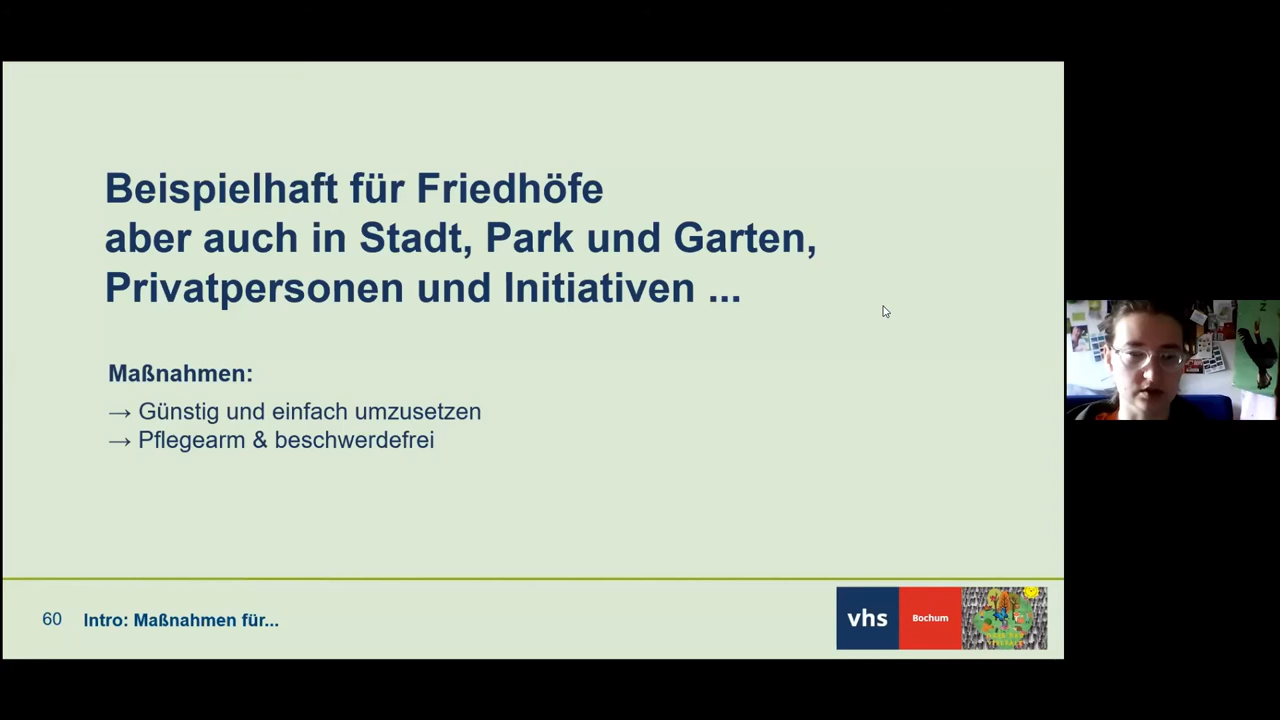 Beispielhaft für Friedhöfe
aber auch in Stadt, Park und Garten,
Privatpersonen und Initiativen ...
Maßnahmen:
→ Günstig und einfach umzusetzen
→ Pflegearm & beschwerdefrei
60 Intro: Maßnahmen für...
vhs Bochum